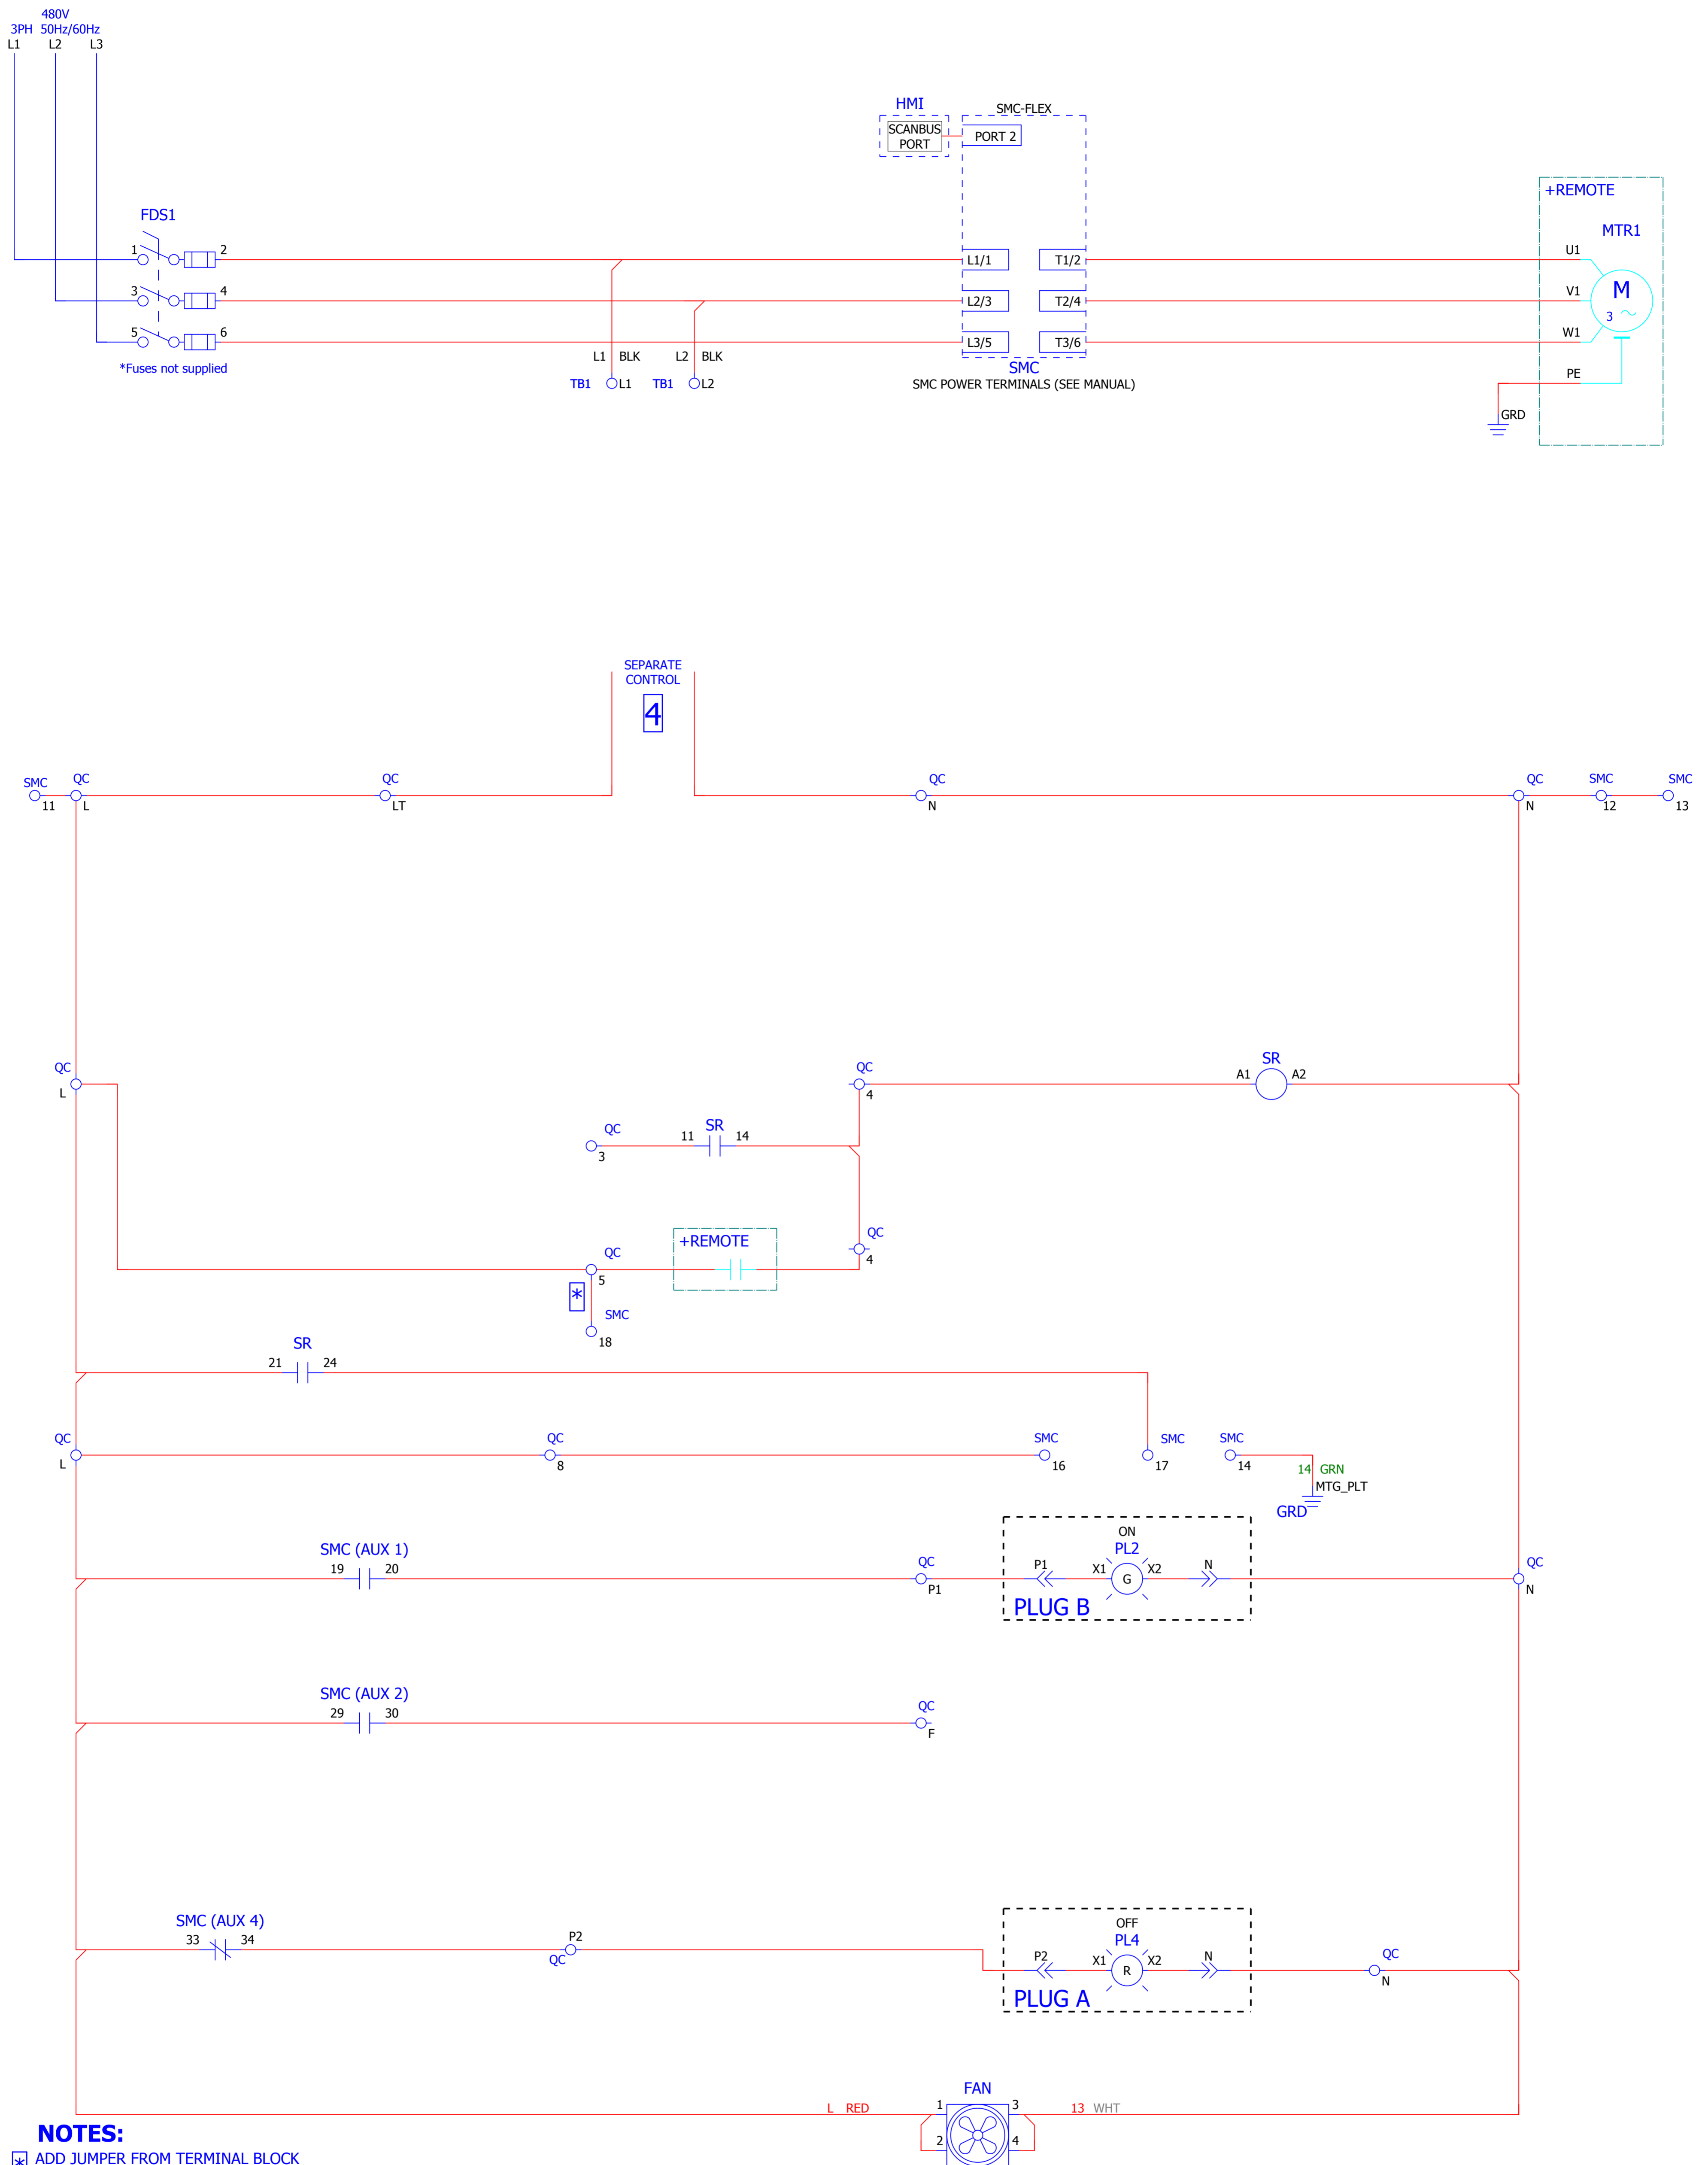 480V
3PH 50Hz/60Hz
L1 L2 L3
HMI
SCANBUS
PORT
SMC-FLEX
PORT 2
+REMOTE
MTR1
FDS1
1 2
3 4
5 6
*Fuses not supplied
L1/1 T1/2
L2/3 T2/4
L3/5 T3/6
U1
V1
W1
M
3
PE
GRD
L1 BLK L2 BLK
TB1 L1 TB1 L2
SMC
SMC POWER TERMINALS (SEE MANUAL)
SEPARATE
CONTROL
4
SMC QC QC QC QC SMC SMC
11 L LT N N 12 13
QC QC SR
L 4 A1 A2
QC SR
3 11 14
QC
4
+REMOTE
QC
5
*
SMC
18
SR
21 24
QC QC SMC SMC SMC
L 8 16 17 14
14 GRN
MTG_PLT
GRD
SMC (AUX 1)
19 20
QC
P1
ON
PL2
P1 X1 G X2 N
PLUG B
QC
N
SMC (AUX 2)
29 30
QC
F
SMC (AUX 4)
33 34
P2
QC
OFF
PL4
P2 X1 R X2 N
PLUG A
QC
N
FAN
L RED 1 3 13 WHT
2 4
NOTES:
* ADD JUMPER FROM TERMINAL BLOCK